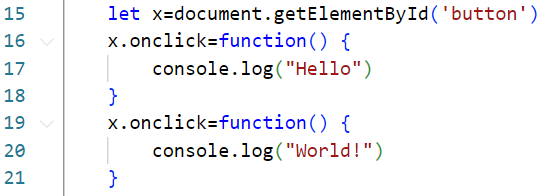 15 let x=document.getElementById('button')
16 x.onclick=function() {
17 console.log("Hello")
18 }
19 x.onclick=function() {
20 console.log("World!")
21 }